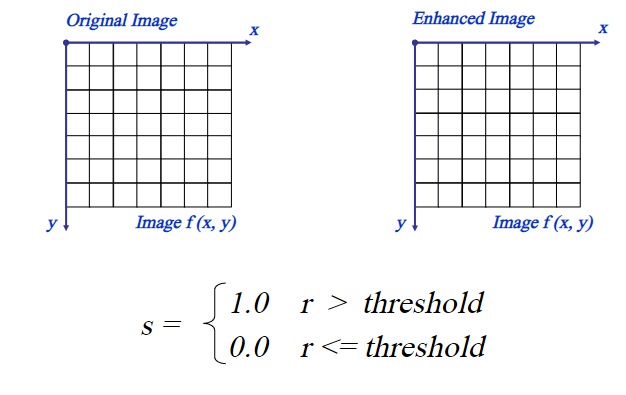 Original Image
Enhanced Image
x
x
y
Image f (x, y)
y
Image f (x, y)
s = { 1.0 r > threshold
0.0 r <= threshold